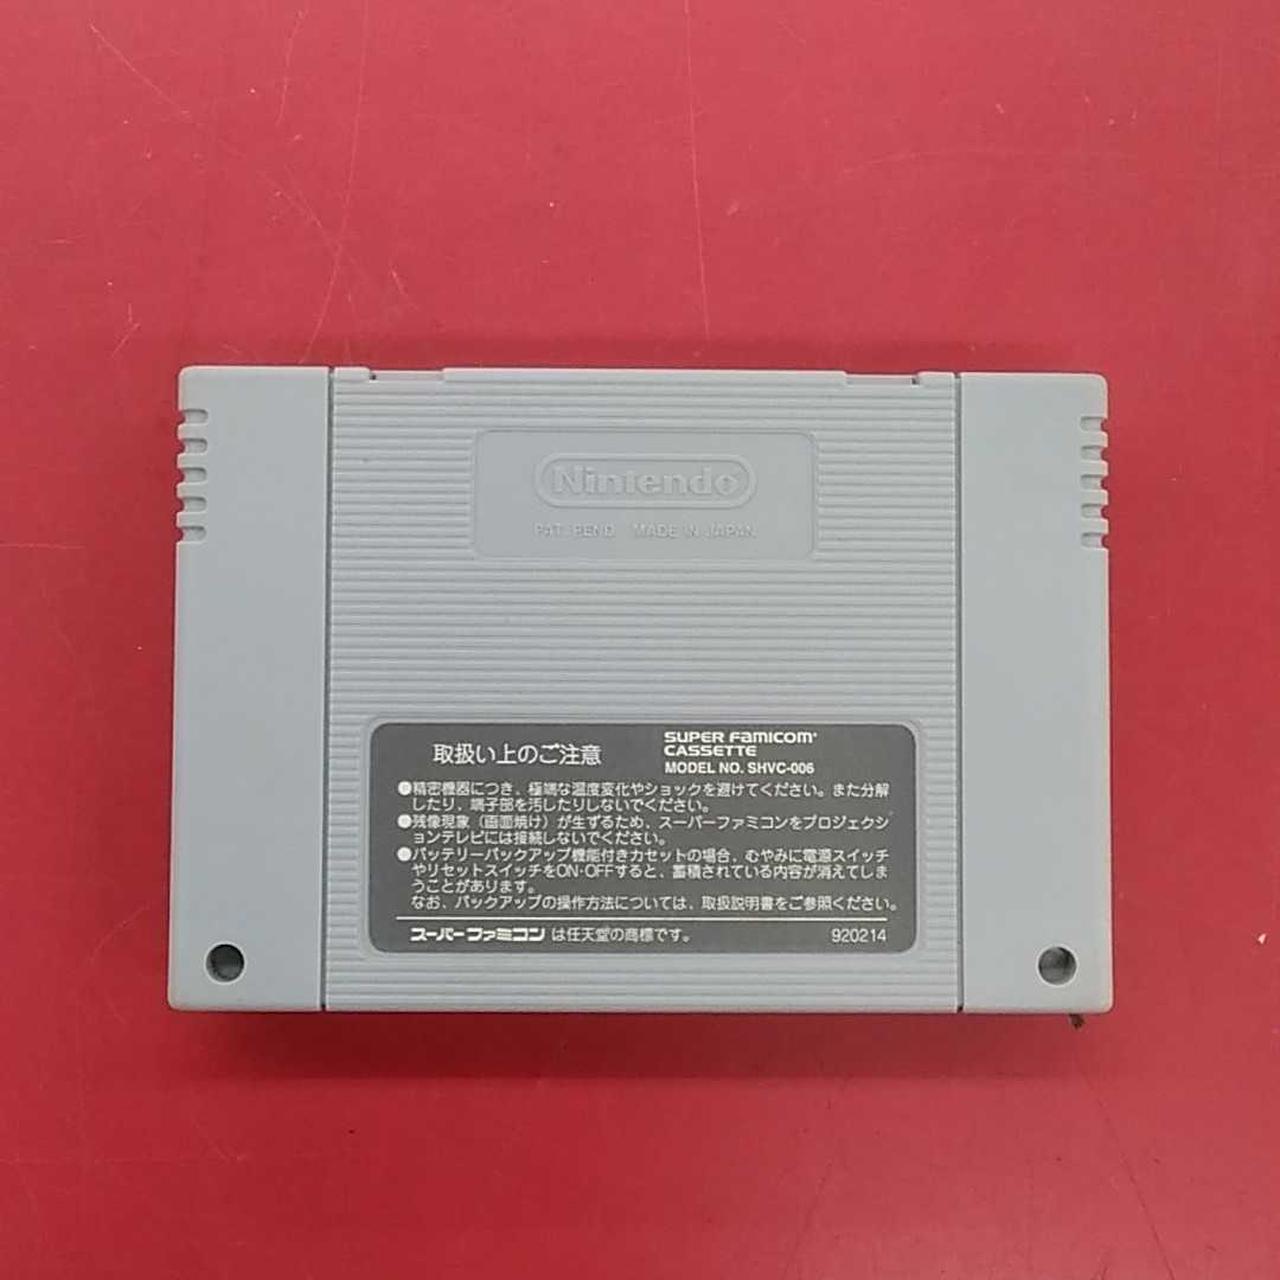 Nintendo
PAT. PEND. MADE IN JAPAN
取扱い上のご注意
SUPER FAMICOM
CASSETTE
MODEL NO. SHVC-006
●精密機器につき、極端な温度変化やショックを避けてください。また分解
したり、端子部を汚したりしないでください。
●残像現象（画面焼け）が生ずるため、スーパーファミコンをプロジェクシ
ョンテレビには接続しないでください。
●バッテリーバックアップ機能付きカセットの場合、むやみに電源スイッチ
やリセットスイッチをON・OFFすると、蓄積されている内容が消えてしま
うことがあります。
なお、バックアップの操作方法については、取扱説明書をご参照ください。
スーパーファミコン は任天堂の商標です。 920214